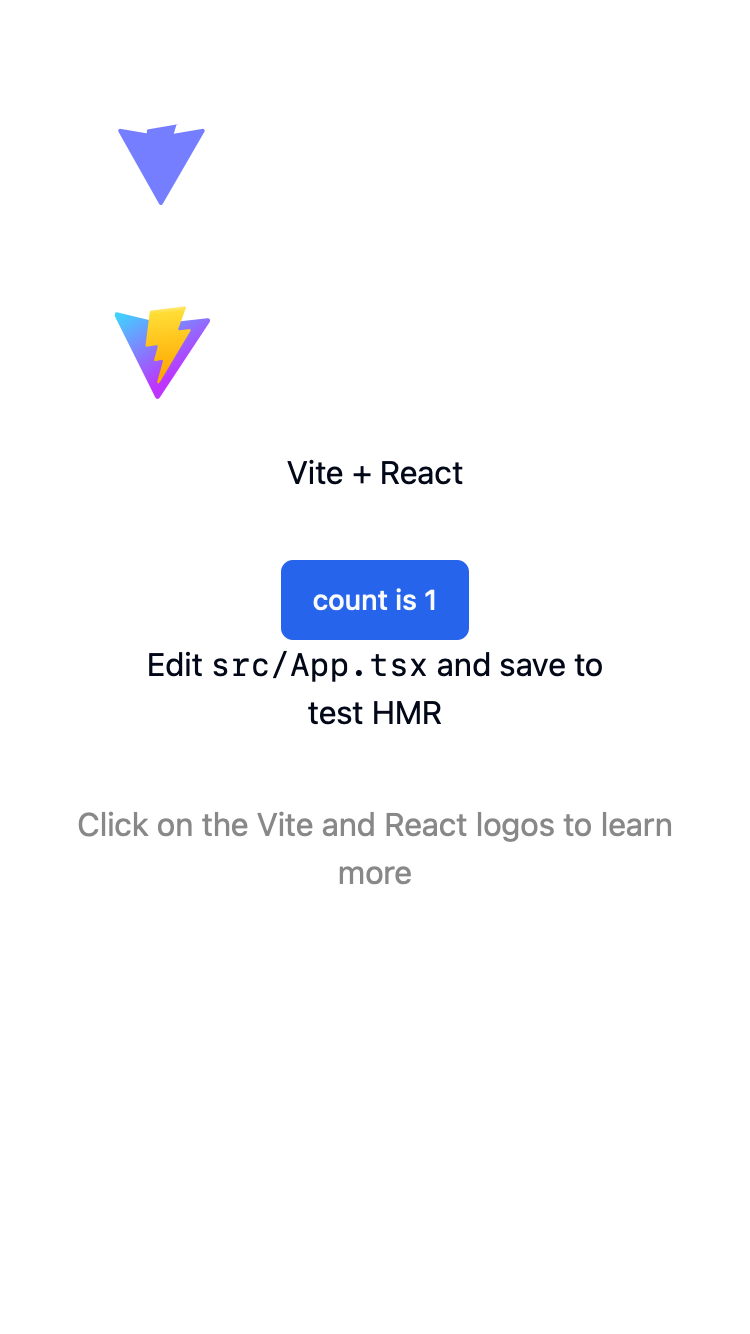 Vite + React
count is 1
Edit src/App.tsx and save to
test HMR
Click on the Vite and React logos to learn
more